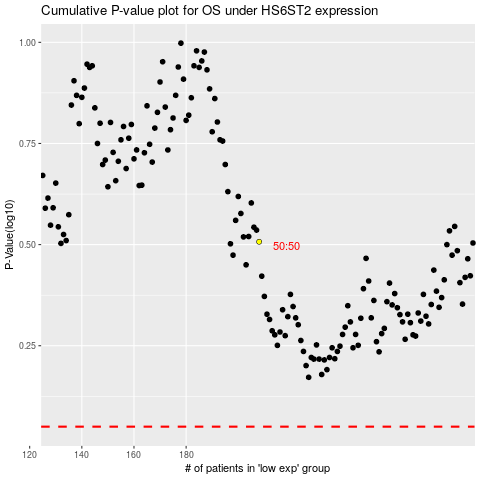 Cumulative P-value plot for OS under HS6ST2 expression
P-Value(log10)
1.00
0.75
0.50
0.25
50:50
120 140 160 180
# of patients in 'low exp' group